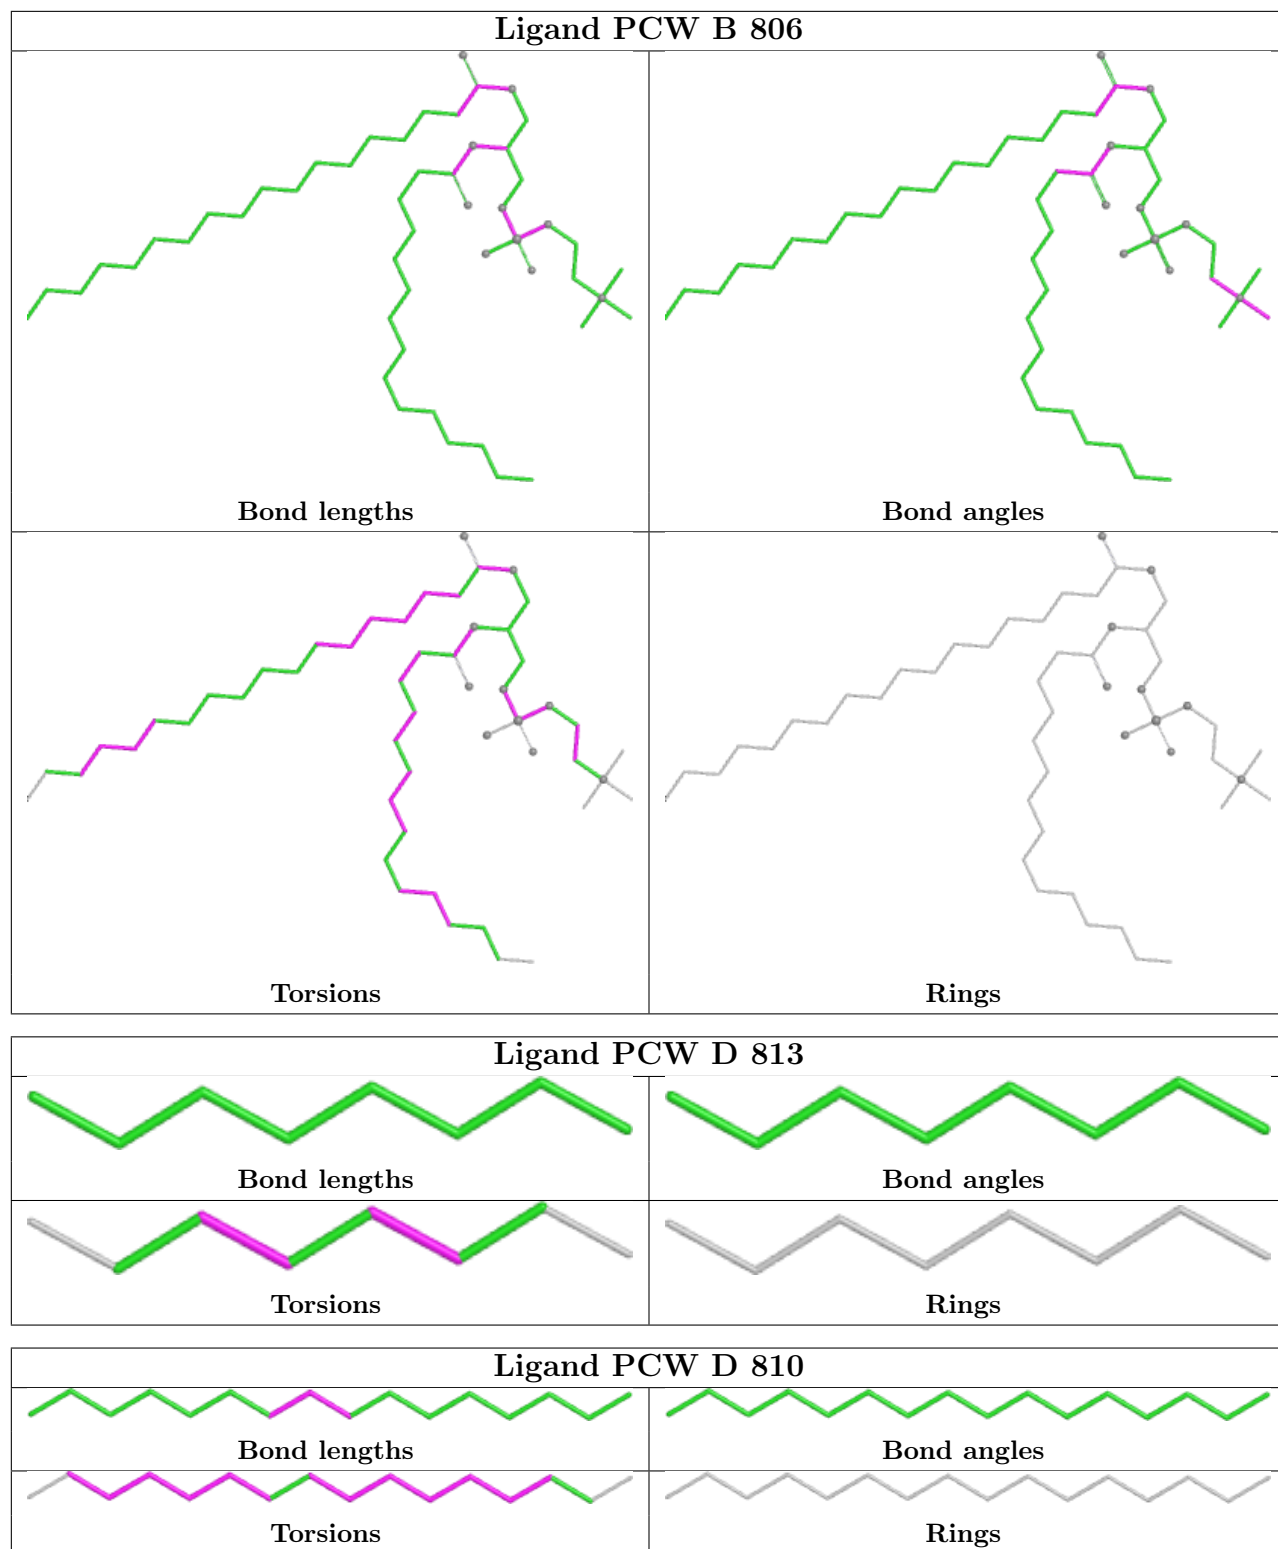 Ligand PCW B 806
Bond lengths
Bond angles
Torsions
Rings
Ligand PCW D 813
Bond lengths
Bond angles
Torsions
Rings
Ligand PCW D 810
Bond lengths
Bond angles
Torsions
Rings